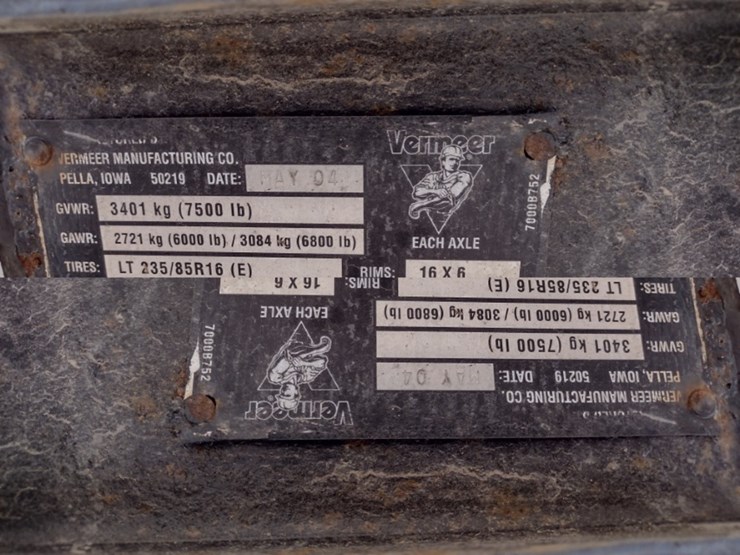 VERMEER MANUFACTURING CO.
PELLA, IOWA 50219 DATE: MAY 04
GVWR: 3401 kg (7500 lb)
GAWR: 2721 kg (6000 lb) / 3084 kg (6800 lb)
TIRES: LT 235/85R16 (E) RIMS: 16 X 6
Vermeer
EACH AXLE
7000B752
TIRES: LT 235/85R16 (E) RIMS: 16 X 6
GAWR: 2721 kg (6000 lb) / 3084 kg (6800 lb)
GVWR: 3401 kg (7500 lb)
PELLA, IOWA 50219 DATE: MAY 04
VERMEER MANUFACTURING CO.
EACH AXLE
Vermeer
7000B752